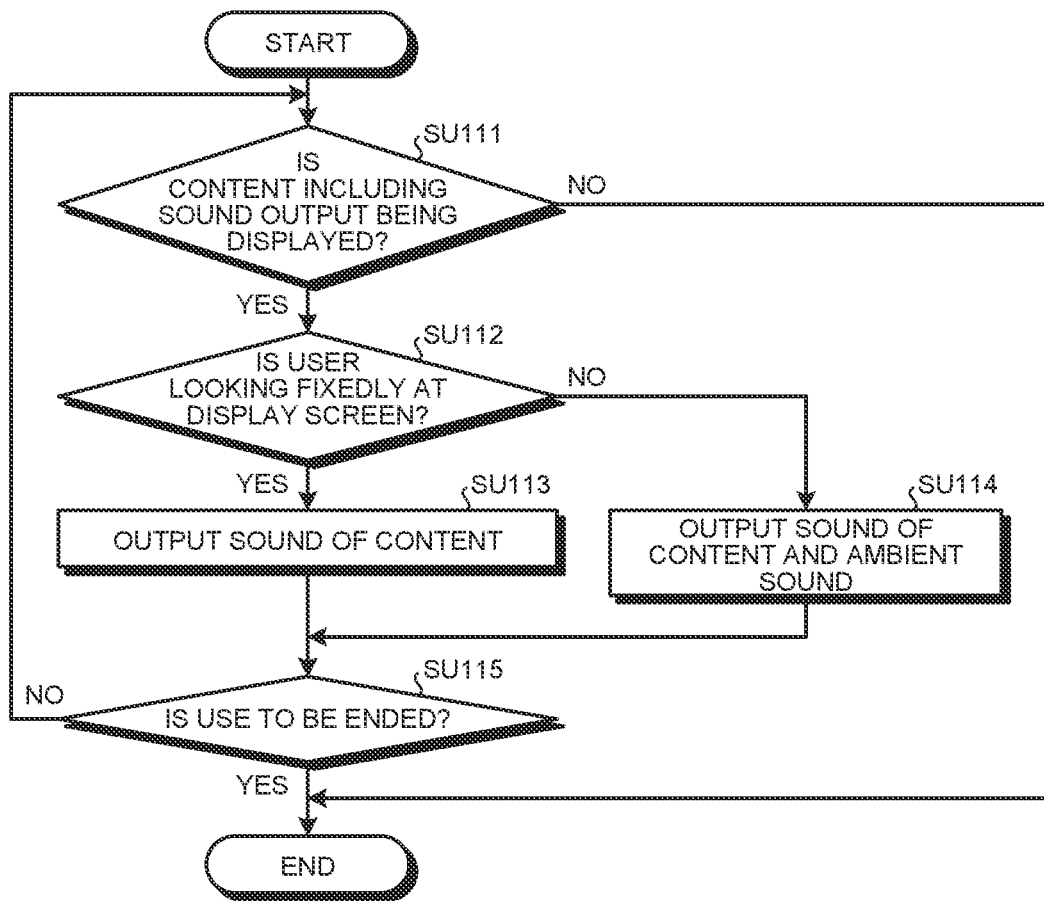 START
SU111
IS
CONTENT INCLUDING
SOUND OUTPUT BEING
DISPLAYED?
NO
YES
SU112
IS USER
LOOKING FIXEDLY AT
DISPLAY SCREEN?
NO
YES
SU113
OUTPUT SOUND OF CONTENT
SU114
OUTPUT SOUND OF
CONTENT AND AMBIENT
SOUND
SU115
NO
IS USE TO BE ENDED?
YES
END